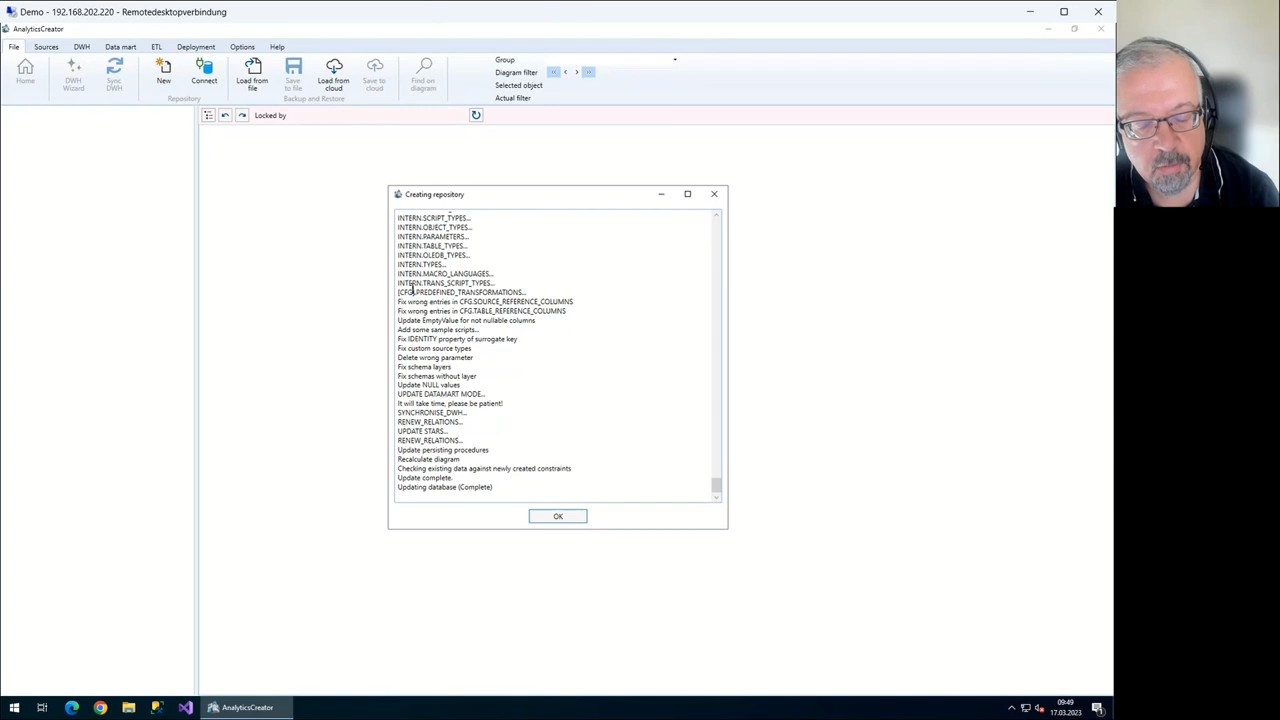 Demo - 192.168.202.220 - Remotedesktopverbindung
AnalyticsCreator
File Sources DWH Data mart ETL Deployment Options Help
Home
DWH Wizard
Sync DWH
New
Connect
Repository
Load from file
Save to file
Load from cloud
Save to cloud
Backup and Restore
Find on diagram
Group
Diagram filter
Selected object
Actual filter
Locked by
Creating repository
INTERN.SCRIPT_TYPES...
INTERN.OBJECT_TYPES...
INTERN.PARAMETERS...
INTERN.TABLE_TYPES...
INTERN.OLEDB_TYPES...
INTERN.TYPES...
INTERN.MACRO_LANGUAGES...
INTERN.TRANS_SCRIPT_TYPES...
[CFG.PREDEFINED_TRANSFORMATIONS...
Fix wrong entries in CFG.SOURCE_REFERENCE_COLUMNS
Fix wrong entries in CFG.TABLE_REFERENCE_COLUMNS
Update EmptyValue for not nullable columns
Add some sample scripts...
Fix IDENTITY property of surrogate key
Fix custom source types
Delete wrong parameter
Fix schema layers
Fix schemas without layer
Update NULL values
UPDATE DATAMART MODE...
It will take time, please be patient!
SYNCHRONISE_DWH...
RENEW_RELATIONS...
UPDATE STARS...
RENEW_RELATIONS...
Update persisting procedures
Recalculate diagram
Checking existing data against newly created constraints
Update complete.
Updating database (Complete)
OK
AnalyticsCreator
09:49
17.03.2023